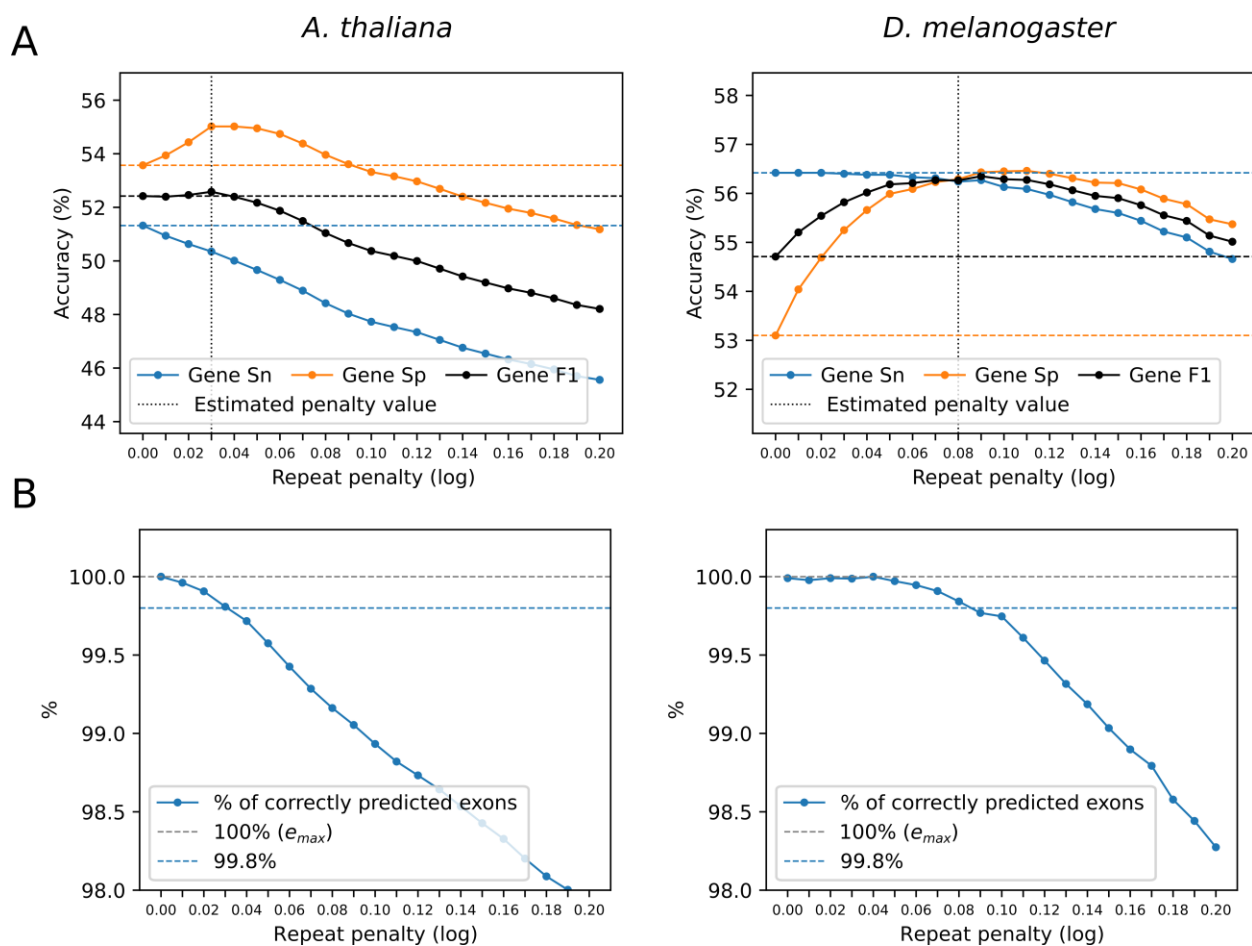 A
A. thaliana
D. melanogaster
Accuracy (%)
56
54
52
50
48
46
44
Gene Sn
Gene Sp
Gene F1
Estimated penalty value
0.00 0.02 0.04 0.06 0.08 0.10 0.12 0.14 0.16 0.18 0.20
Repeat penalty (log)
Accuracy (%)
58
57
56
55
54
53
52
Gene Sn
Gene Sp
Gene F1
Estimated penalty value
0.00 0.02 0.04 0.06 0.08 0.10 0.12 0.14 0.16 0.18 0.20
Repeat penalty (log)
B
%
100.0
99.5
99.0
98.5
98.0
% of correctly predicted exons
100% (e_max)
99.8%
0.00 0.02 0.04 0.06 0.08 0.10 0.12 0.14 0.16 0.18 0.20
Repeat penalty (log)
%
100.0
99.5
99.0
98.5
98.0
% of correctly predicted exons
100% (e_max)
99.8%
0.00 0.02 0.04 0.06 0.08 0.10 0.12 0.14 0.16 0.18 0.20
Repeat penalty (log)